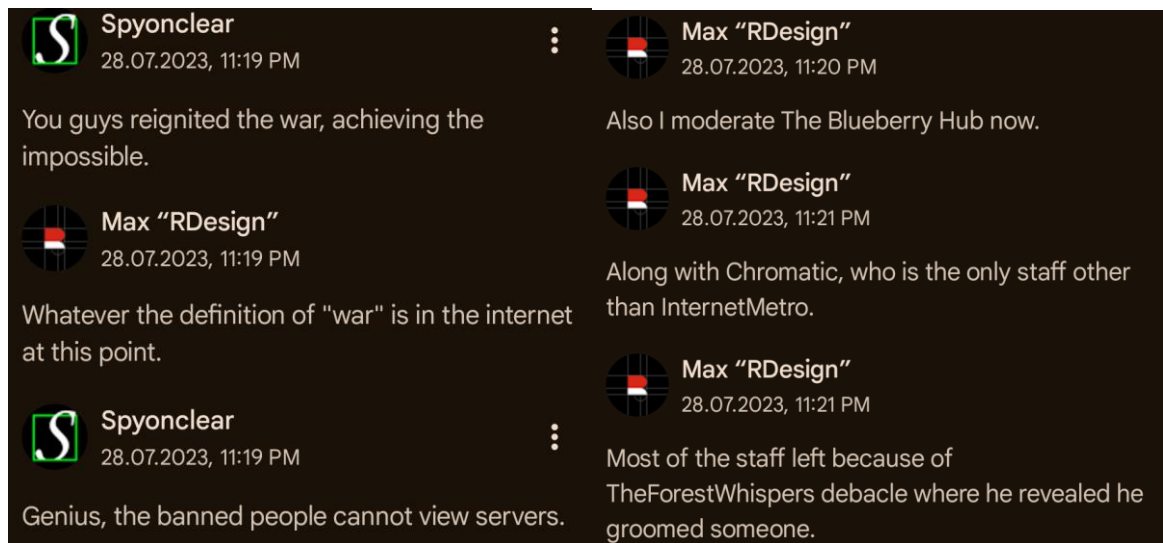 Spyonclear
28.07.2023, 11:19 PM
You guys reignited the war, achieving the
impossible.
Max “RDesign”
28.07.2023, 11:19 PM
Whatever the definition of "war" is in the internet
at this point.
Spyonclear
28.07.2023, 11:19 PM
Genius, the banned people cannot view servers.
Max “RDesign”
28.07.2023, 11:20 PM
Also I moderate The Blueberry Hub now.
Max “RDesign”
28.07.2023, 11:21 PM
Along with Chromatic, who is the only staff other
than InternetMetro.
Max “RDesign”
28.07.2023, 11:21 PM
Most of the staff left because of
TheForestWhispers debacle where he revealed he
groomed someone.